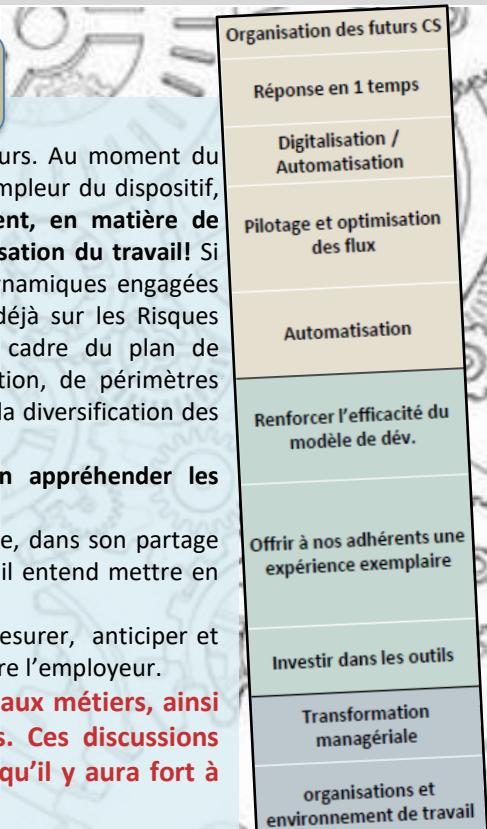 urs. Au moment du
mpleur du dispositif,
ent, en matière de
sation du travail! Si
ynamiques engagées
déjà sur les Risques
cadre du plan de
tion, de périmètres
la diversification des
n appréhender les
e, dans son partage
il entend mettre en
esurer, anticiper et
re l'employeur.
aux métiers, ainsi
s. Ces discussions
qu'il y aura fort à
Organisation des futurs CS
Réponse en 1 temps
Digitalisation /
Automatisation
Pilotage et optimisation
des flux
Automatisation
Renforcer l'efficacité du
modèle de dév.
Offrir à nos adhérents une
expérience exemplaire
Investir dans les outils
Transformation
managériale
organisations et
environnement de travail